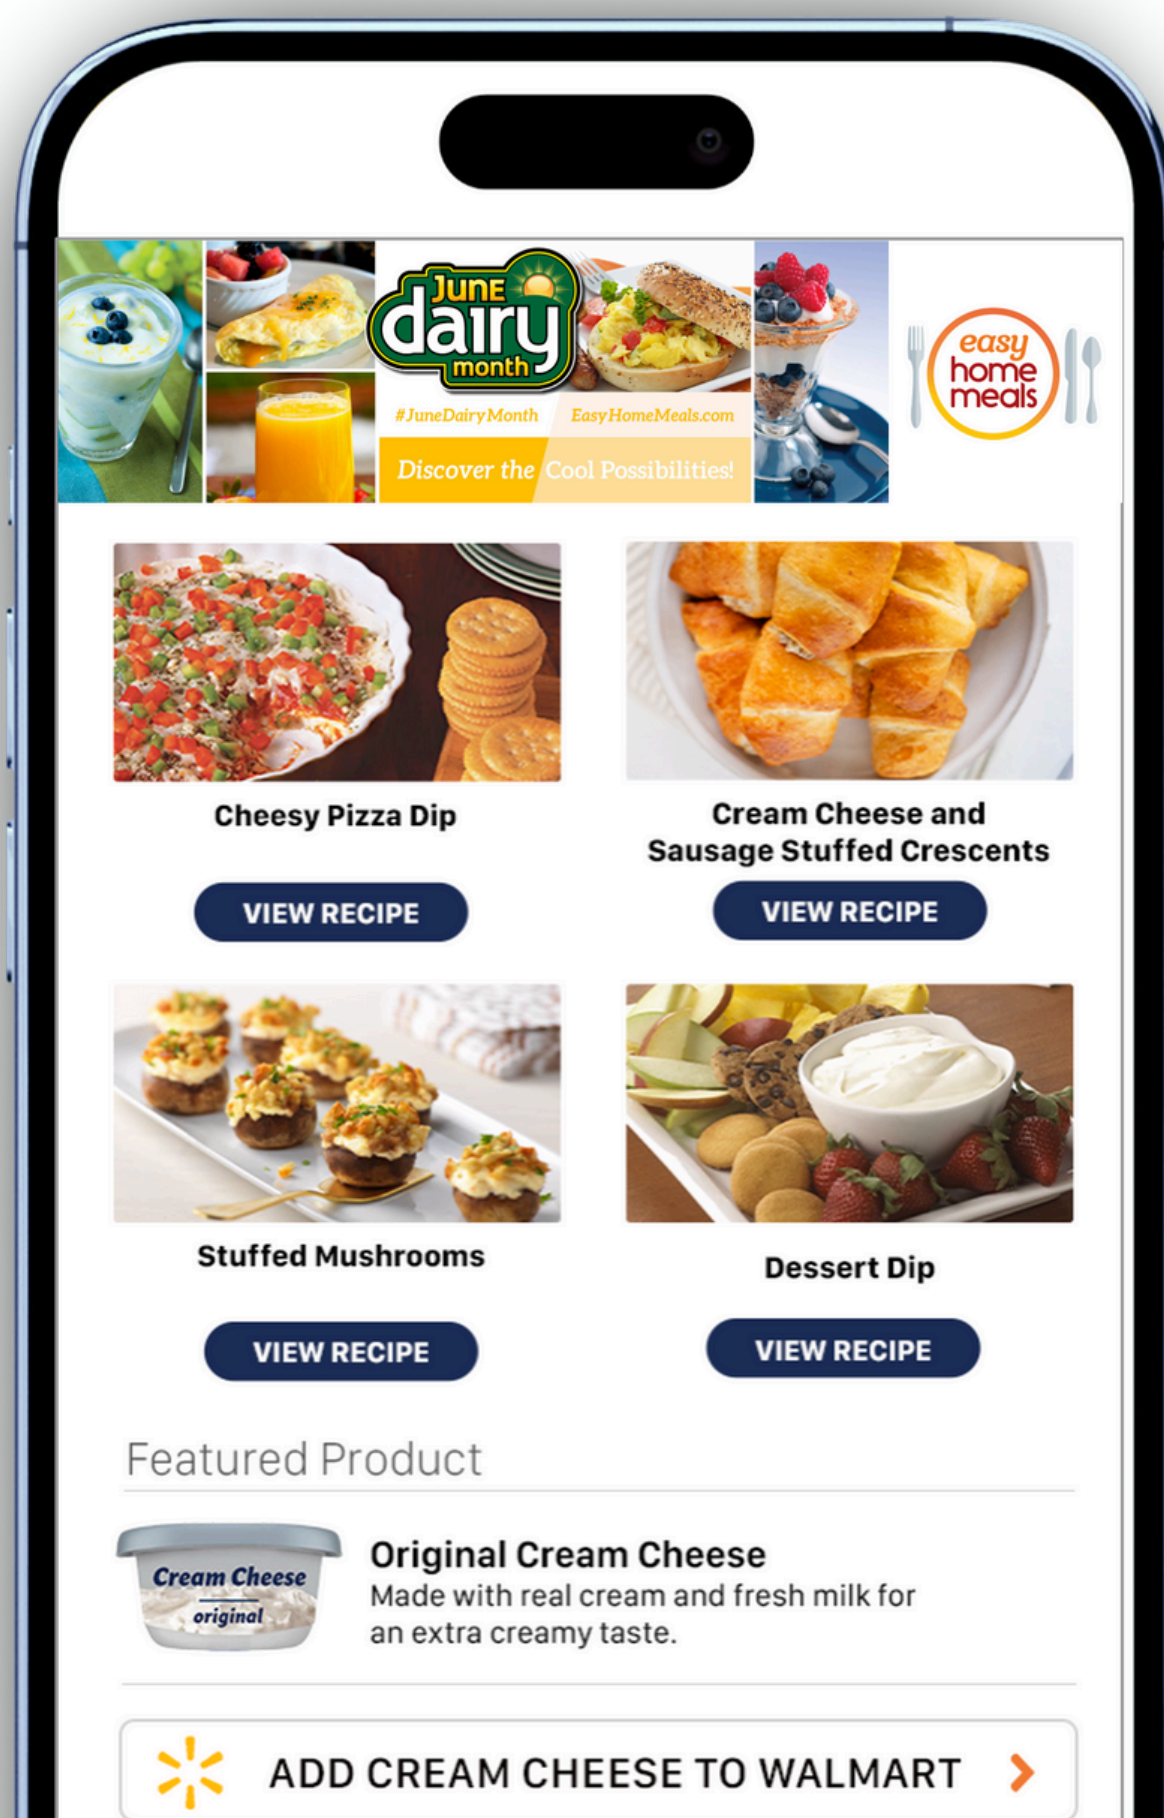 June
dairy
month
#JuneDairyMonth EasyHomeMeals.com
Discover the Cool Possibilities!
easy
home
meals
Cheesy Pizza Dip
VIEW RECIPE
Cream Cheese and
Sausage Stuffed Crescents
VIEW RECIPE
Stuffed Mushrooms
VIEW RECIPE
Dessert Dip
VIEW RECIPE
Featured Product
Cream Cheese
original
Original Cream Cheese
Made with real cream and fresh milk for
an extra creamy taste.
ADD CREAM CHEESE TO WALMART